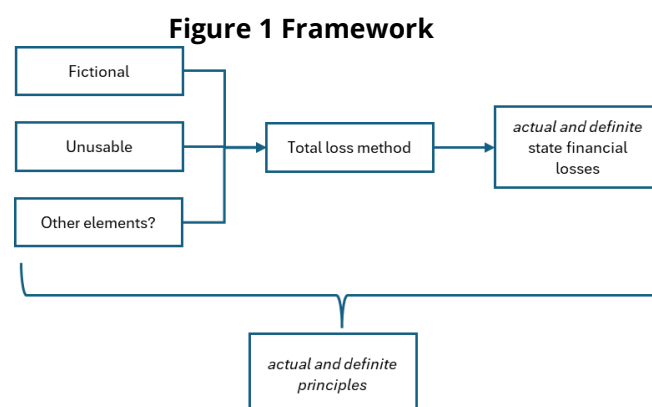 Figure 1 Framework
Fictional
Unusable
Other elements?
Total loss method
actual and definite
state financial
losses
actual and definite
principles